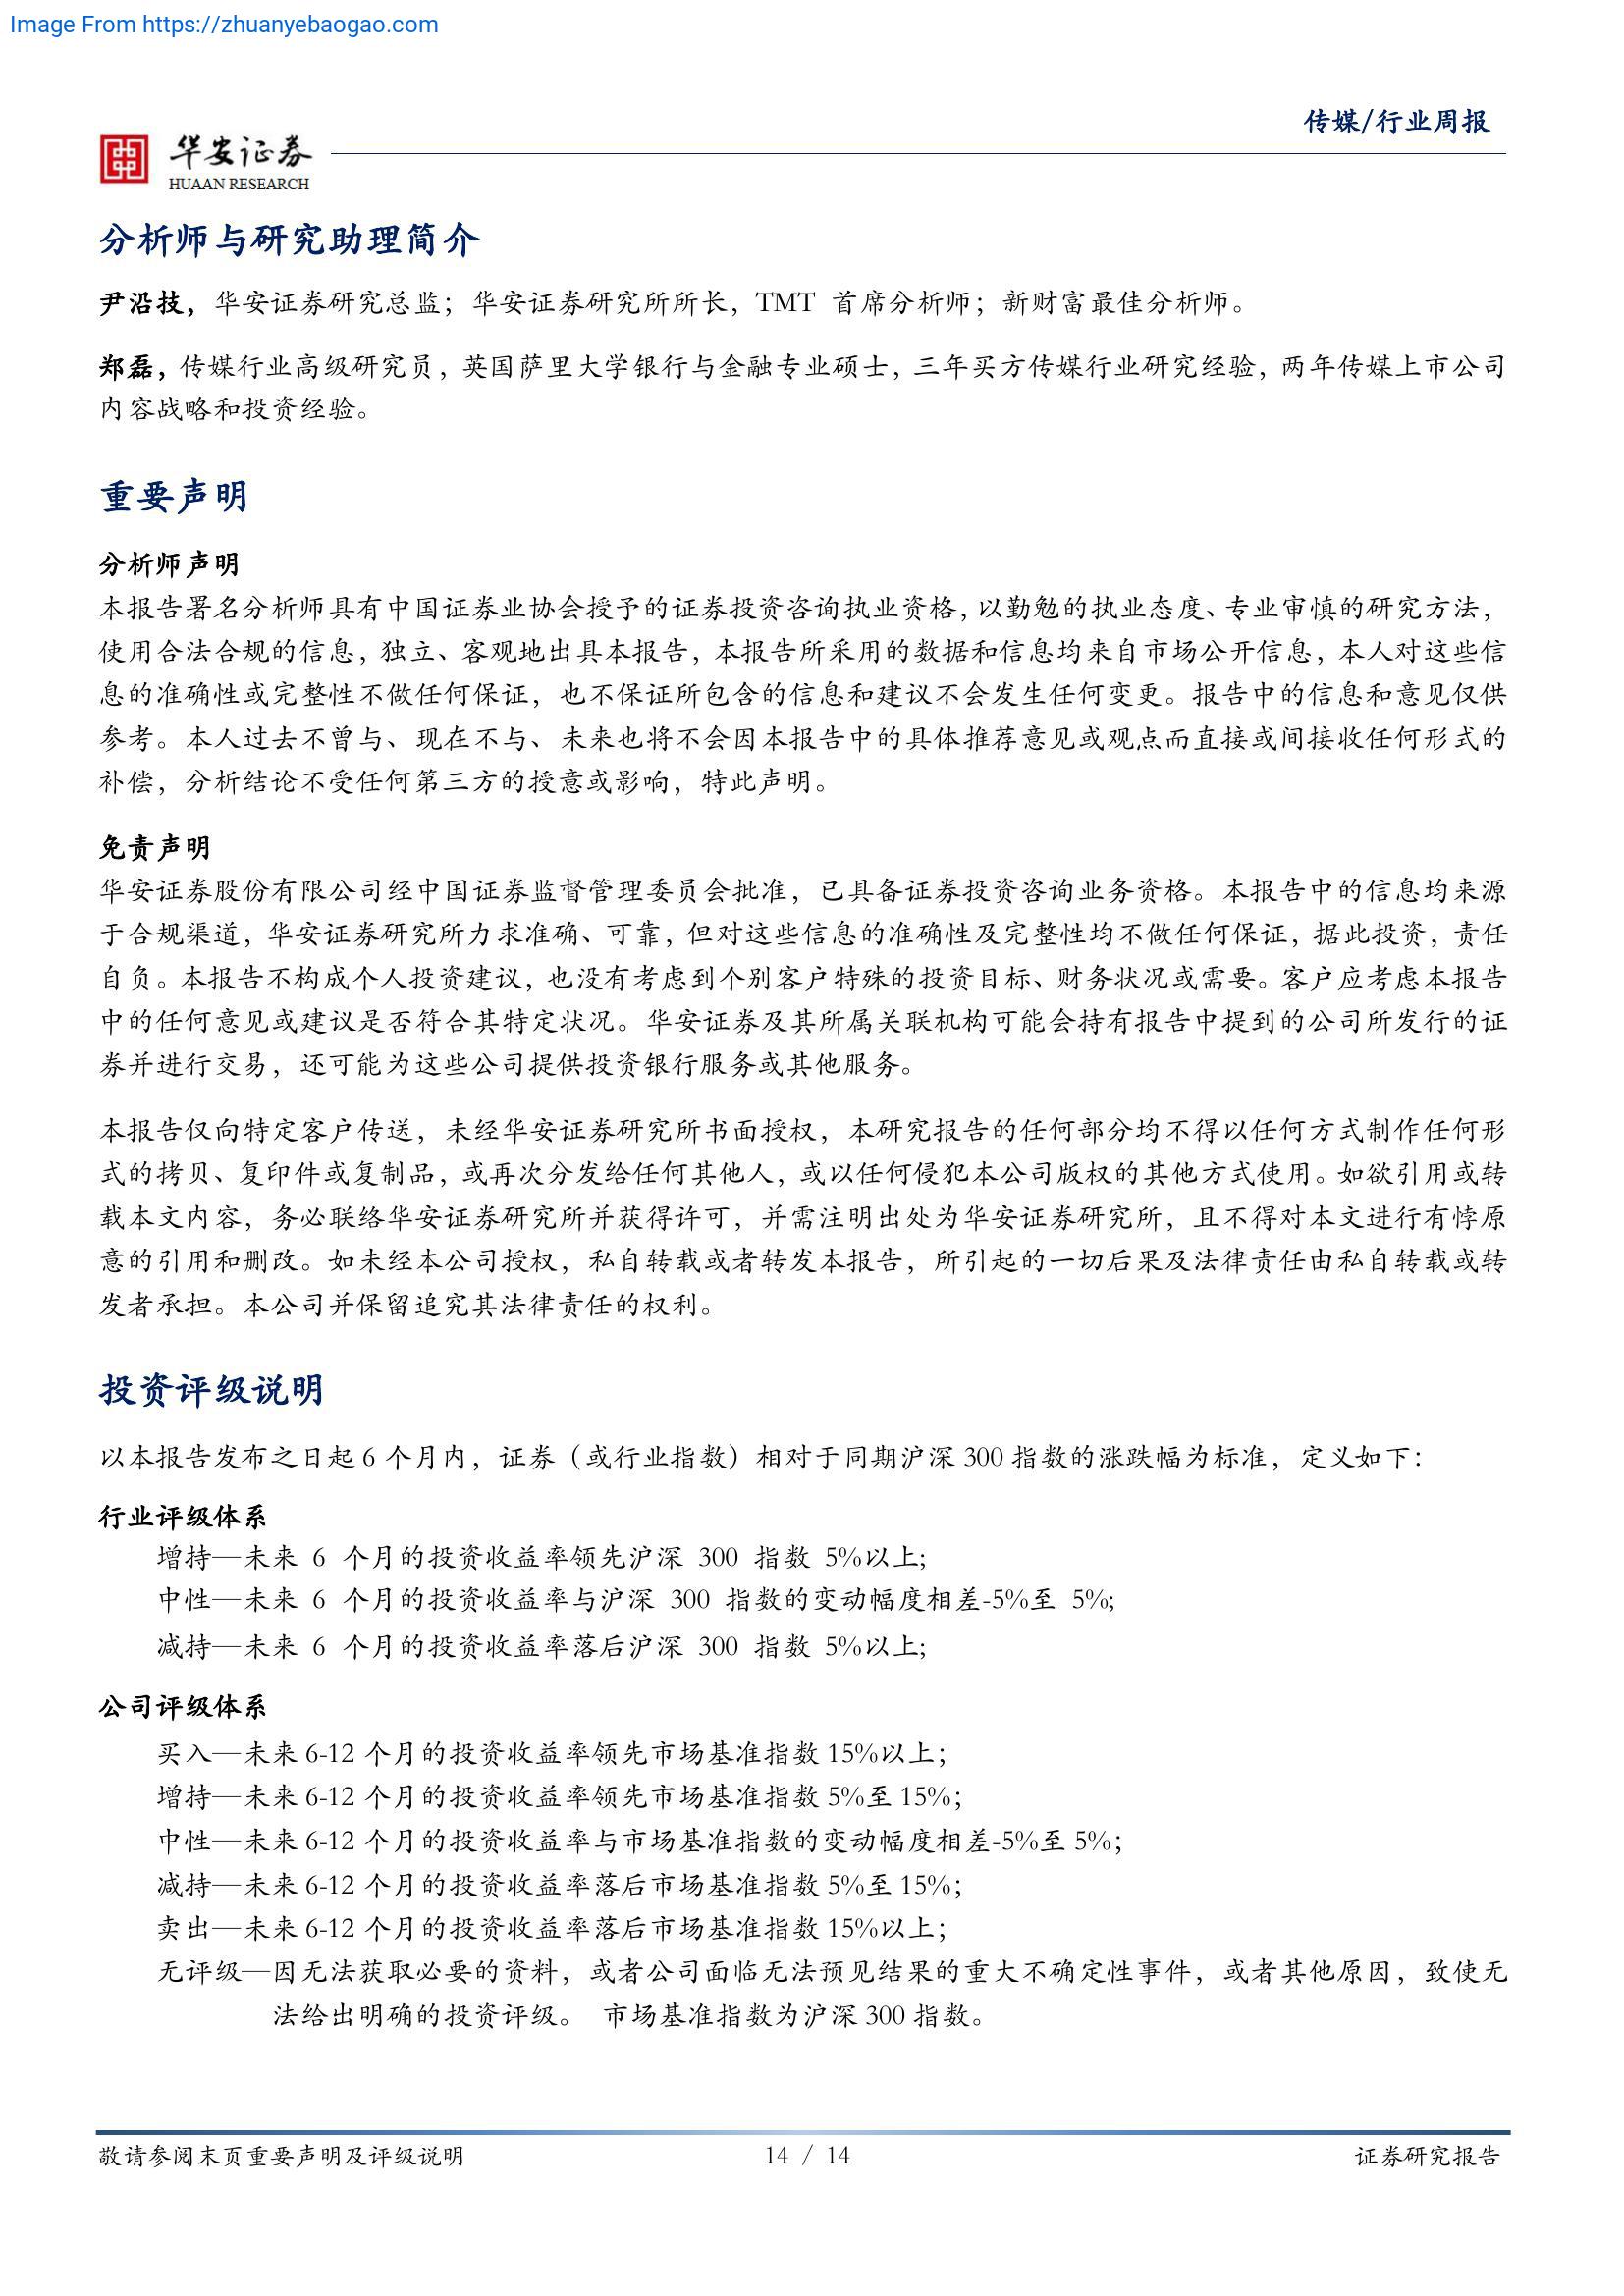 Image From https://zhuanyebaogao.com
传媒/行业周报
华安证券
HUAAN RESEARCH
分析师与研究助理简介
尹沿技，华安证券研究总监；华安证券研究所所长，TMT 首席分析师；新财富最佳分析师。
郑磊，传媒行业高级研究员，英国萨里大学银行与金融专业硕士，三年买方传媒行业研究经验，两年传媒上市公司
内容战略和投资经验。
重要声明
分析师声明
本报告署名分析师具有中国证券业协会授予的证券投资咨询执业资格，以勤勉的执业态度、专业审慎的研究方法，
使用合法合规的信息，独立、客观地出具本报告，本报告所采用的数据和信息均来自市场公开信息，本人对这些信
息的准确性或完整性不做任何保证，也不保证所包含的信息和建议不会发生任何变更。报告中的信息和意见仅供
参考。本人过去不曾与、现在不与、未来也将不会因本报告中的具体推荐意见或观点而直接或间接收任何形式的
补偿，分析结论不受任何第三方的授意或影响，特此声明。
免责声明
华安证券股份有限公司经中国证券监督管理委员会批准，已具备证券投资咨询业务资格。本报告中的信息均来源
于合规渠道，华安证券研究所力求准确、可靠，但对这些信息的准确性及完整性均不做任何保证，据此投资，责任
自负。本报告不构成个人投资建议，也没有考虑到个别客户特殊的投资目标、财务状况或需要。客户应考虑本报告
中的任何意见或建议是否符合其特定状况。华安证券及其所属关联机构可能会持有报告中提到的公司所发行的证
券并进行交易，还可能为这些公司提供投资银行服务或其他服务。
本报告仅向特定客户传送，未经华安证券研究所书面授权，本研究报告的任何部分均不得以任何方式制作任何形
式的拷贝、复印件或复制品，或再次分发给任何其他人，或以任何侵犯本公司版权的其他方式使用。如欲引用或转
载本文内容，务必联络华安证券研究所并获得许可，并需注明出处为华安证券研究所，且不得对本文进行有悖原
意的引用和删改。如未经本公司授权，私自转载或者转发本报告，所引起的一切后果及法律责任由私自转载或转
发者承担。本公司并保留追究其法律责任的权利。
投资评级说明
以本报告发布之日起 6 个月内，证券（或行业指数）相对于同期沪深 300 指数的涨跌幅为标准，定义如下：
行业评级体系
增持—未来 6 个月的投资收益率领先沪深 300 指数 5%以上;
中性—未来 6 个月的投资收益率与沪深 300 指数的变动幅度相差-5%至 5%;
减持—未来 6 个月的投资收益率落后沪深 300 指数 5%以上;
公司评级体系
买入—未来 6-12 个月的投资收益率领先市场基准指数 15%以上；
增持—未来 6-12 个月的投资收益率领先市场基准指数 5%至 15%；
中性—未来 6-12 个月的投资收益率与市场基准指数的变动幅度相差-5%至 5%；
减持—未来 6-12 个月的投资收益率落后市场基准指数 5%至 15%；
卖出—未来 6-12 个月的投资收益率落后市场基准指数 15%以上；
无评级—因无法获取必要的资料，或者公司面临无法预见结果的重大不确定性事件，或者其他原因，致使无
法给出明确的投资评级。 市场基准指数为沪深 300 指数。
敬请参阅末页重要声明及评级说明 14 / 14 证券研究报告